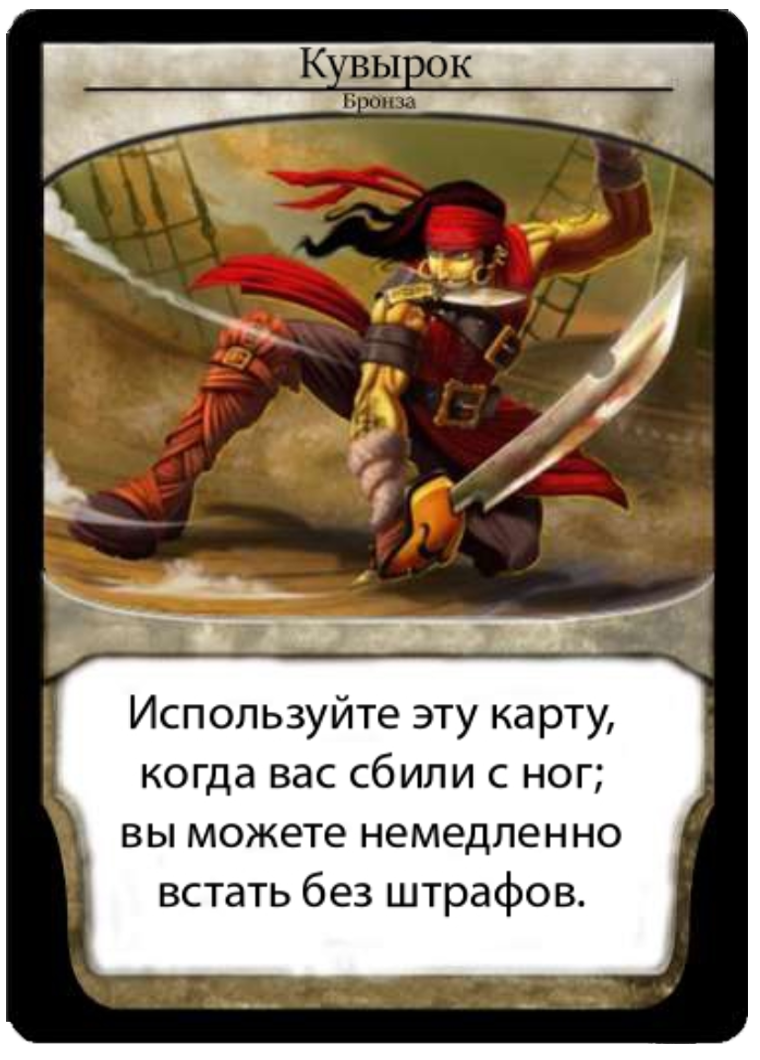 Кувырок
Бронза
Используйте эту карту,
когда вас сбили с ног;
вы можете немедленно
встать без штрафов.